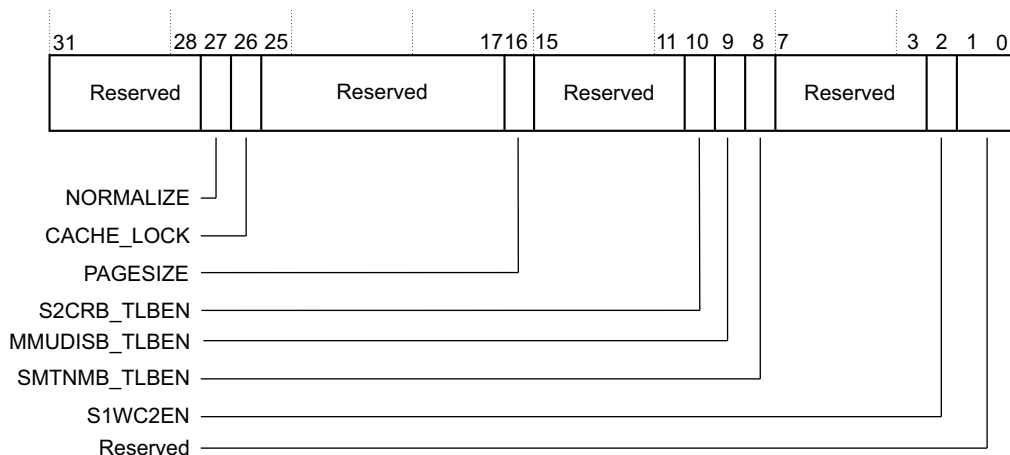 31 28 27 26 25 17 16 15 11 10 9 8 7 3 2 1 0
Reserved Reserved Reserved Reserved
NORMALIZE
CACHE_LOCK
PAGESIZE
S2CRB_TLBEN
MMUDISB_TLBEN
SMTNMB_TLBEN
S1WC2EN
Reserved